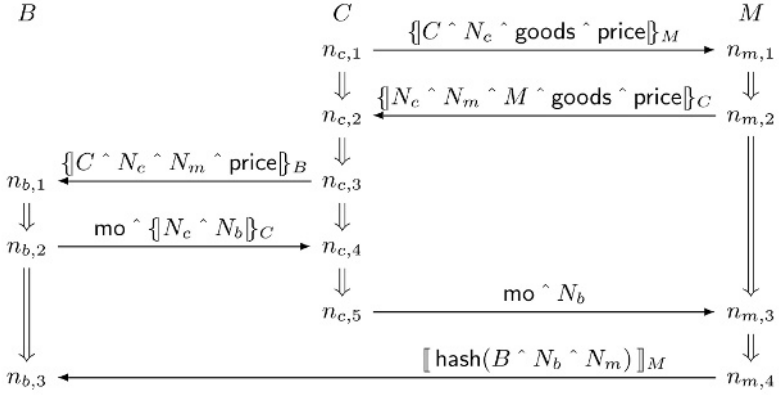 B C M
n_{c,1} {|C ^ N_c ^ goods ^ price|}_M n_{m,1}
n_{c,2} {|N_c ^ N_m ^ M ^ goods ^ price|}_C n_{m,2}
n_{b,1} {|C ^ N_c ^ N_m ^ price|}_B n_{c,3}
n_{b,2} mo ^ {|N_c ^ N_b|}_C n_{c,4}
n_{c,5} mo ^ N_b n_{m,3}
n_{b,3} [[ hash(B ^ N_b ^ N_m) ]]_M n_{m,4}